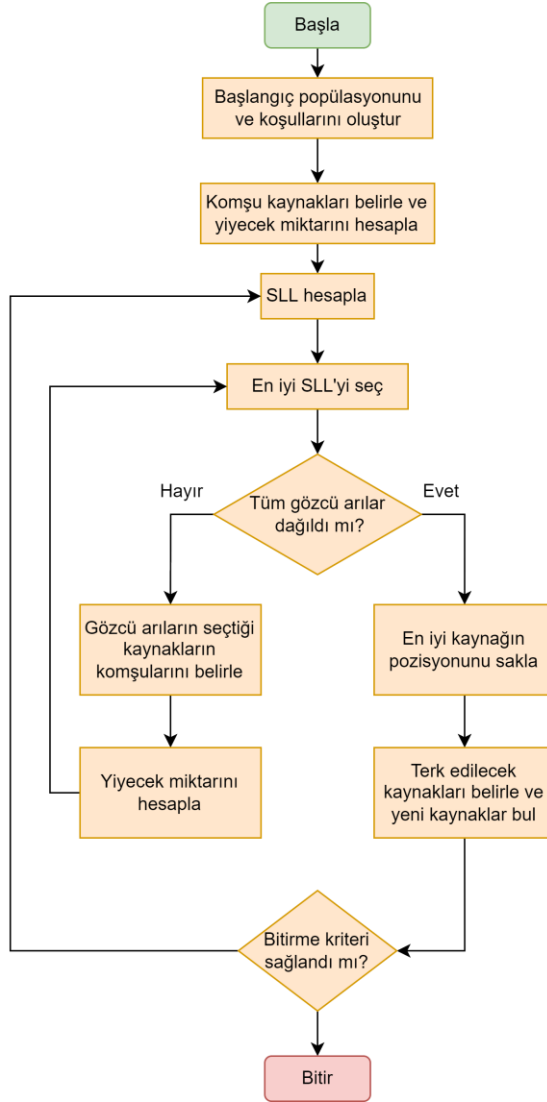 Başla
Başlangıç popülasyonunu
ve koşullarını oluştur
Komşu kaynakları belirle ve
yiyecek miktarını hesapla
SLL hesapla
En iyi SLL'yi seç
Tüm gözcü arılar
dağıldı mı?
Hayır
Evet
Gözcü arıların seçtiği
kaynakların
komşularını belirle
En iyi kaynağın
pozisyonunu sakla
Yiyecek miktarını
hesapla
Terk edilecek
kaynakları belirle ve
yeni kaynaklar bul
Bitirme kriteri
sağlandı mı?
Bitir